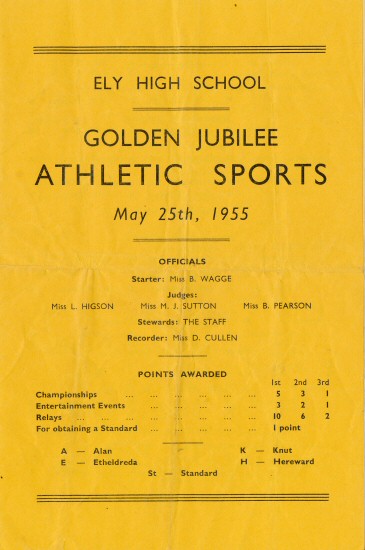 ELY HIGH SCHOOL
GOLDEN JUBILEE
ATHLETIC SPORTS
May 25th, 1955
OFFICIALS
Starter: Miss B. WAGGE
Judges:
Miss L. HIGSON Miss M. J. SUTTON Miss B. PEARSON
Stewards: THE STAFF
Recorder: Miss D. CULLEN
POINTS AWARDED
1st 2nd 3rd
Championships ... ... ... ... ... 5 3 1
Entertainment Events ... ... ... ... 3 2 1
Relays ... ... ... ... ... ... ... 10 6 2
For obtaining a Standard ... ... ... ... 1 point
A — Alan K — Knut
E — Etheldreda H — Hereward
St — Standard